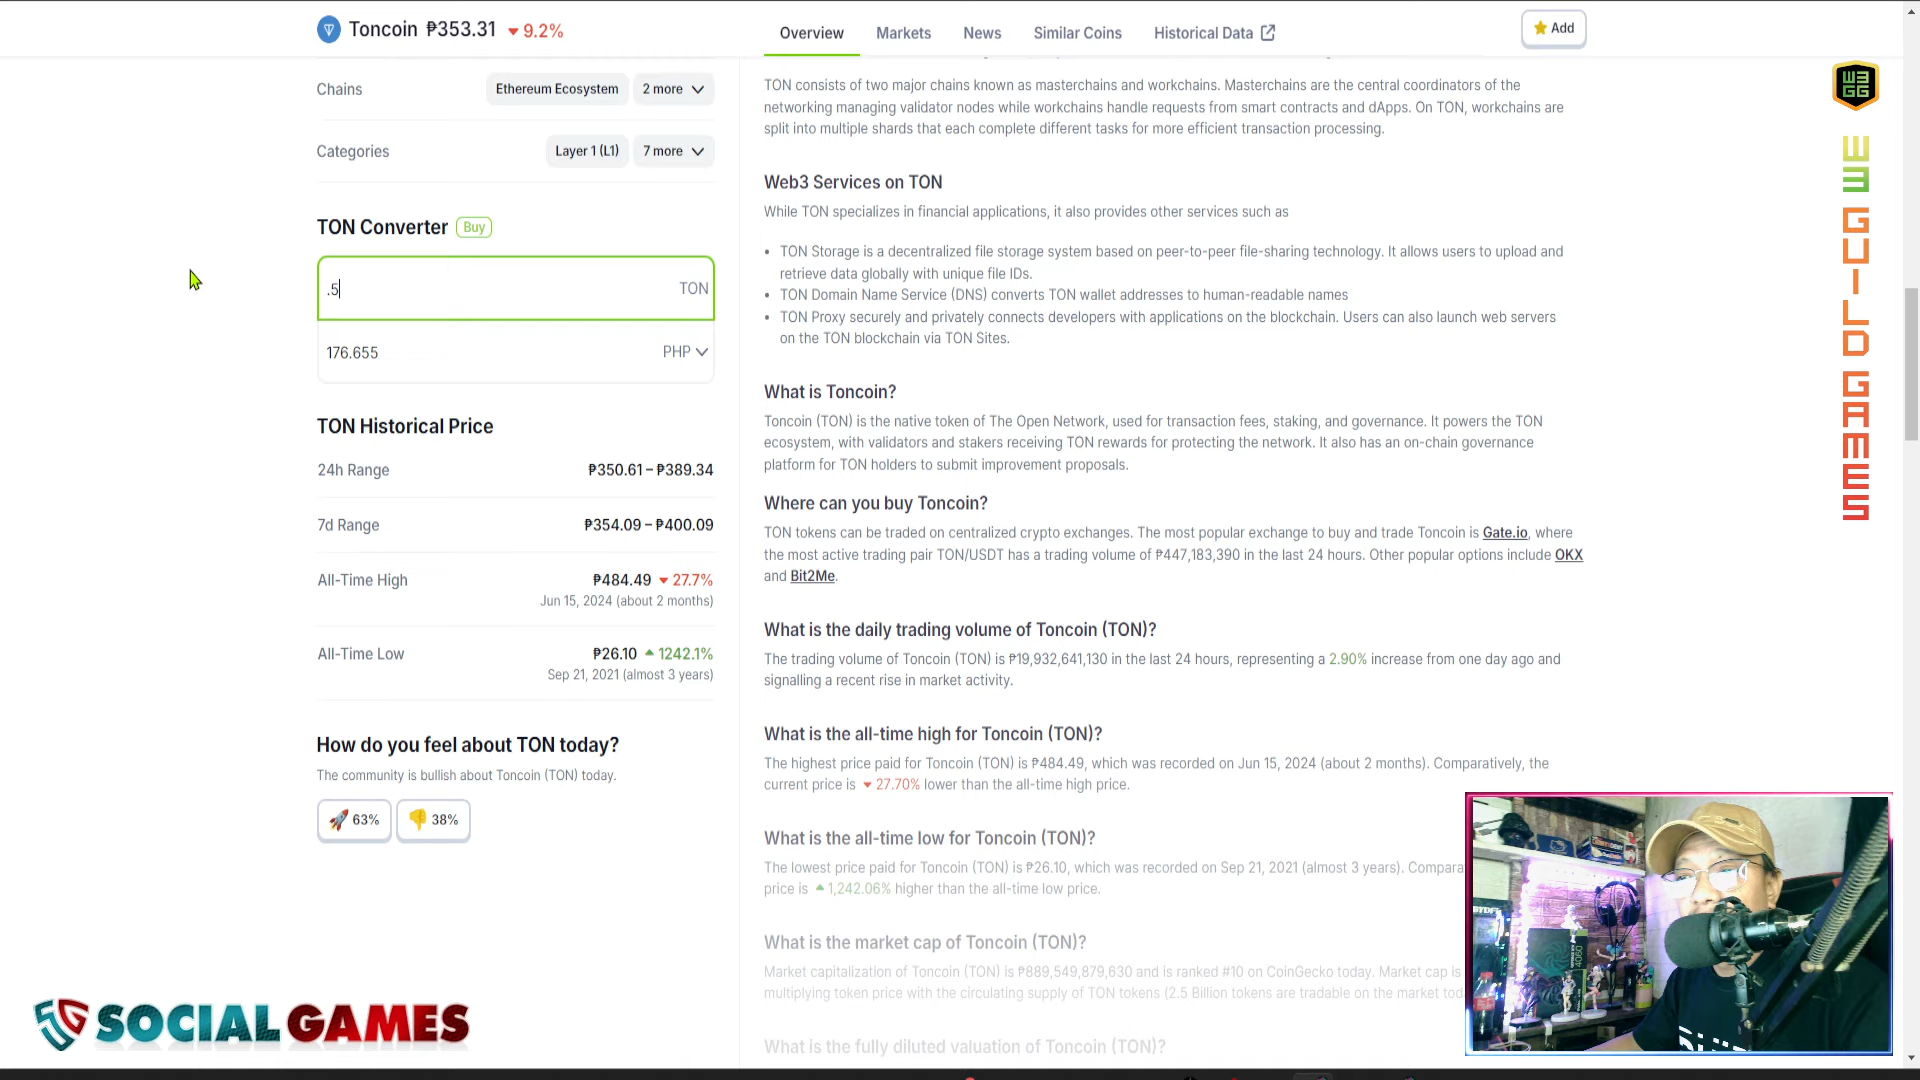 Toncoin ₱353.31 9.2%
Overview Markets News Similar Coins Historical Data
Add
Chains Ethereum Ecosystem 2 more
Categories Layer 1 (L1) 7 more
TON Converter Buy
.5 TON
176.655 PHP
TON Historical Price
24h Range ₱350.61 – ₱389.34
7d Range ₱354.09 – ₱400.09
All-Time High ₱484.49 27.7%
Jun 15, 2024 (about 2 months)
All-Time Low ₱26.10 1242.1%
Sep 21, 2021 (almost 3 years)
How do you feel about TON today?
The community is bullish about Toncoin (TON) today.
63% 38%
TON consists of two major chains known as masterchains and workchains. Masterchains are the central coordinators of the
networking managing validator nodes while workchains handle requests from smart contracts and dApps. On TON, workchains are
split into multiple shards that each complete different tasks for more efficient transaction processing.
Web3 Services on TON
While TON specializes in financial applications, it also provides other services such as
• TON Storage is a decentralized file storage system based on peer-to-peer file-sharing technology. It allows users to upload and
retrieve data globally with unique file IDs.
• TON Domain Name Service (DNS) converts TON wallet addresses to human-readable names
• TON Proxy securely and privately connects developers with applications on the blockchain. Users can also launch web servers
on the TON blockchain via TON Sites.
What is Toncoin?
Toncoin (TON) is the native token of The Open Network, used for transaction fees, staking, and governance. It powers the TON
ecosystem, with validators and stakers receiving TON rewards for protecting the network. It also has an on-chain governance
platform for TON holders to submit improvement proposals.
Where can you buy Toncoin?
TON tokens can be traded on centralized crypto exchanges. The most popular exchange to buy and trade Toncoin is Gate.io, where
the most active trading pair TON/USDT has a trading volume of ₱447,183,390 in the last 24 hours. Other popular options include OKX
and Bit2Me.
What is the daily trading volume of Toncoin (TON)?
The trading volume of Toncoin (TON) is ₱19,932,641,130 in the last 24 hours, representing a 2.90% increase from one day ago and
signalling a recent rise in market activity.
What is the all-time high for Toncoin (TON)?
The highest price paid for Toncoin (TON) is ₱484.49, which was recorded on Jun 15, 2024 (about 2 months). Comparatively, the
current price is 27.70% lower than the all-time high price.
What is the all-time low for Toncoin (TON)?
The lowest price paid for Toncoin (TON) is ₱26.10, which was recorded on Sep 21, 2021 (almost 3 years). Compara
price is 1,242.06% higher than the all-time low price.
What is the market cap of Toncoin (TON)?
Market capitalization of Toncoin (TON) is ₱889,549,879,630 and is ranked #10 on CoinGecko today. Market cap is
multiplying token price with the circulating supply of TON tokens (2.5 Billion tokens are tradable on the market tod
What is the fully diluted valuation of Toncoin (TON)?
W3
GG
W3 GUILD GAMES
SG SOCIAL GAMES